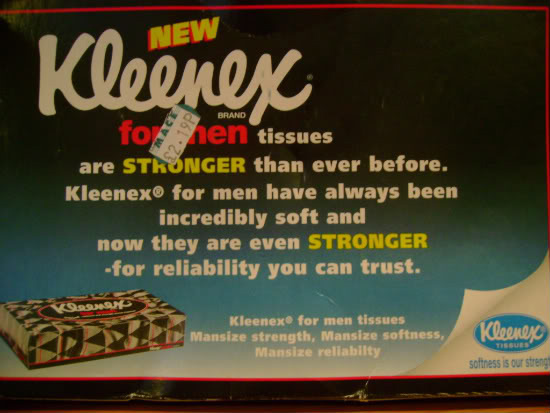 NEW
Kleenex®
BRAND
for men tissues
MACE
£2.19P
are STRONGER than ever before.
Kleenex® for men have always been
incredibly soft and
now they are even STRONGER
-for reliability you can trust.
Kleenex
Kleenex® for men tissues
Mansize strength, Mansize softness,
Mansize reliabilty
Kleenex
TISSUES
softness is our streng